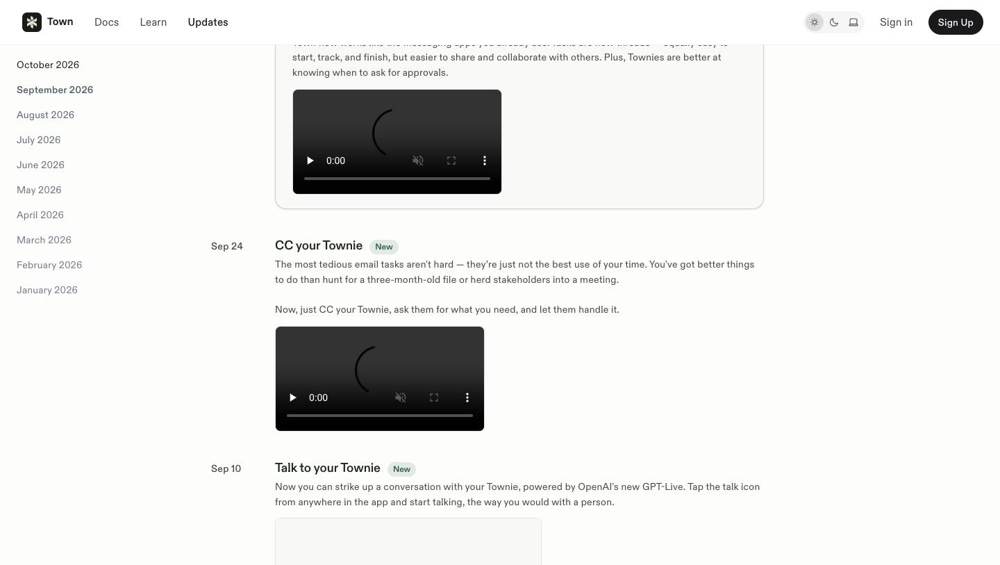 Town
Docs
Learn
Updates
Sign in
Sign Up
October 2026
September 2026
August 2026
July 2026
June 2026
May 2026
April 2026
March 2026
February 2026
January 2026
start, track, and finish, but easier to share and collaborate with others. Plus, Townies are better at
knowing when to ask for approvals.
0:00
Sep 24
CC your Townie
New
The most tedious email tasks aren't hard — they're just not the best use of your time. You've got better things
to do than hunt for a three-month-old file or herd stakeholders into a meeting.
Now, just CC your Townie, ask them for what you need, and let them handle it.
0:00
Sep 10
Talk to your Townie
New
Now you can strike up a conversation with your Townie, powered by OpenAI's new GPT-Live. Tap the talk icon
from anywhere in the app and start talking, the way you would with a person.